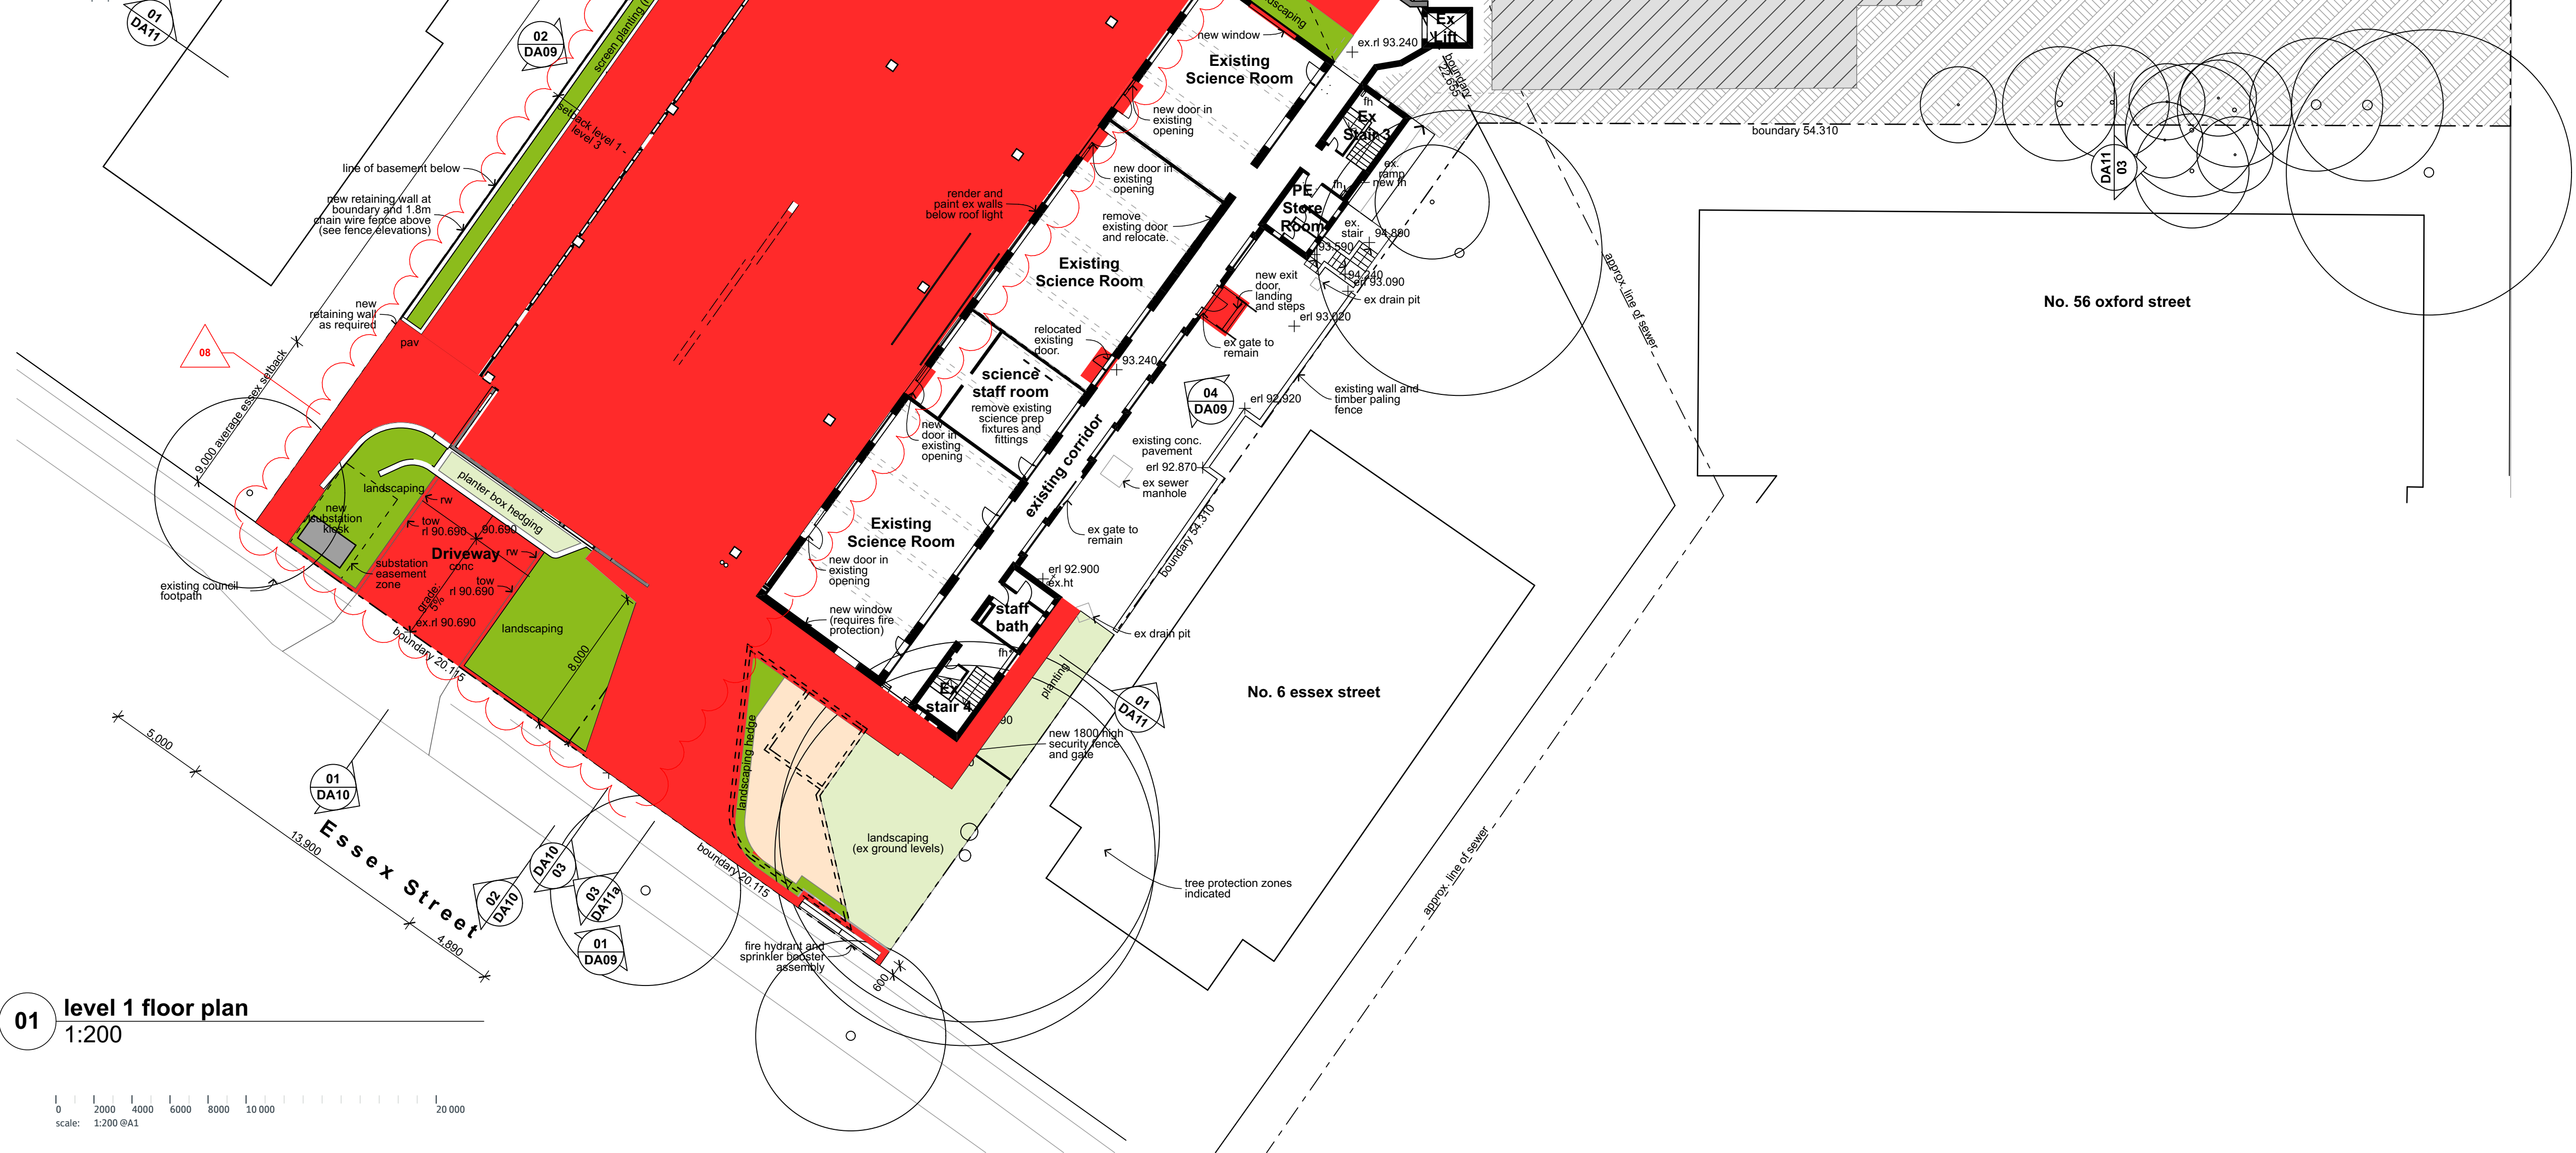 01
DA11
02
DA09
screen planting
setback level 1 -
level 3
line of basement below
new retaining wall at
boundary and 1.8m
chain wire fence above
(see fence elevations)
new
retaining wall
as required
pav
08
9,000 average essex setback
landscaping
new
substation
kiosk
planter box hedging
rw
tow
rl 90.690
90.690
Driveway
conc
rw
tow
rl 90.690
substation
easement
zone
grade:
5%
ex.rl 90.690
existing council
footpath
boundary 20.115
landscaping
8,000
landscaping
new window
ex.rl 93.240
Ex
Lift
boundary
22.655
Existing
Science Room
new door in
existing
opening
fh
Ex
Stair 3
ex.
ramp
new fh
fh
PE
Store
Room
ex.
stair
94.890
93.590
94.240
erl 93.090
ex drain pit
erl 93.020
render and
paint ex walls
below roof light
new door in
existing
opening
remove
existing door
and relocate.
Existing
Science Room
new exit
door,
landing
and steps
ex gate to
remain
relocated
existing
door.
93.240
science
staff room
remove existing
science prep
fixtures and
fittings
new
door in
existing
opening
existing corridor
04
DA09
erl 92.920
existing wall and
timber paling
fence
existing conc.
pavement
erl 92.870
ex sewer
manhole
ex gate to
remain
boundary 54.310
Existing
Science Room
new door in
existing
opening
new window
(requires fire
protection)
erl 92.900
ex.ht
staff
bath
fh
Ex
stair 4
ex drain pit
planting
01
DA11
90
new 1800 high
security fence
and gate
0
landscaping hedge
landscaping
(ex ground levels)
tree protection zones
indicated
boundary 20.115
fire hydrant and
sprinkler booster
assembly
600
boundary 54.310
DA11
03
approx. line of sewer
No. 56 oxford street
No. 6 essex street
approx. line of sewer
5,000
13,900
4,890
01
DA10
Essex Street
02
DA10
DA10
03
03
DA11a
01
DA09
01
level 1 floor plan
1:200
0 2000 4000 6000 8000 10 000 20 000
scale: 1:200 @A1